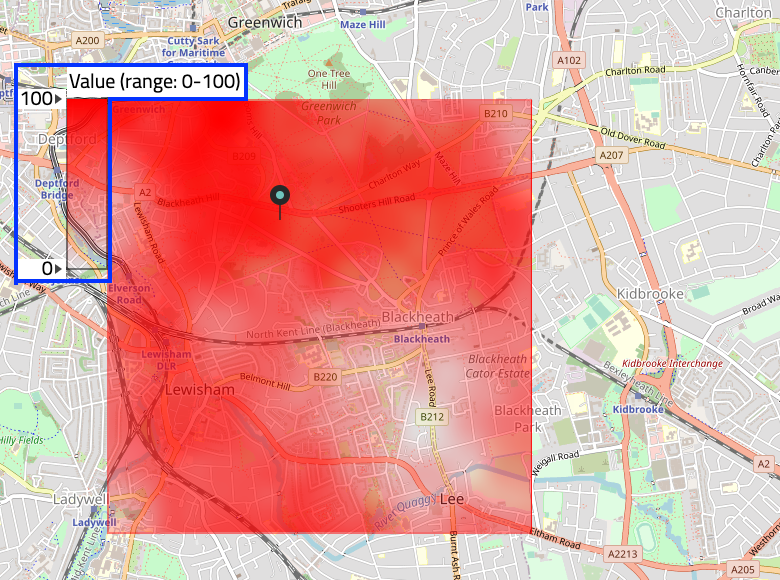 Greenwich
Maze Hill
Park
Charlton
A200
Cutty Sark
for Maritime
Greenwich
A102
Value (range: 0-100)
One Tree
Hill
Charlton Road
Hornfair Road
100
Greenwich
Greenwich
Park
B210
Old Dover Road
Charlton Park
Deptford
B209
A207
Maze Hill
Charlton Way
Deptford
Bridge
A2
Blackheath Hill
Shooters Hill Road
Prince of Wales Road
Lewisham Road
0
Elverson
Road
Kidbrooke
Broad Wa
Blackheath
North Kent Line (Blackheath)
Blackheath
Lewisham
DLR
Blackheath
Cator Estate
Kidbrooke Interchange
Bexleyheath Line
Belmont Hill
B220
Lee Road
Lewisham
B212
Blackheath
Park
Kidbrooke
Hilly Fields
Weigall Road
A2
Ladywell
Lee
River Quaggy
Ladywell
Eltham Road
A2213
Burnt Ash R
A205
Westhorn